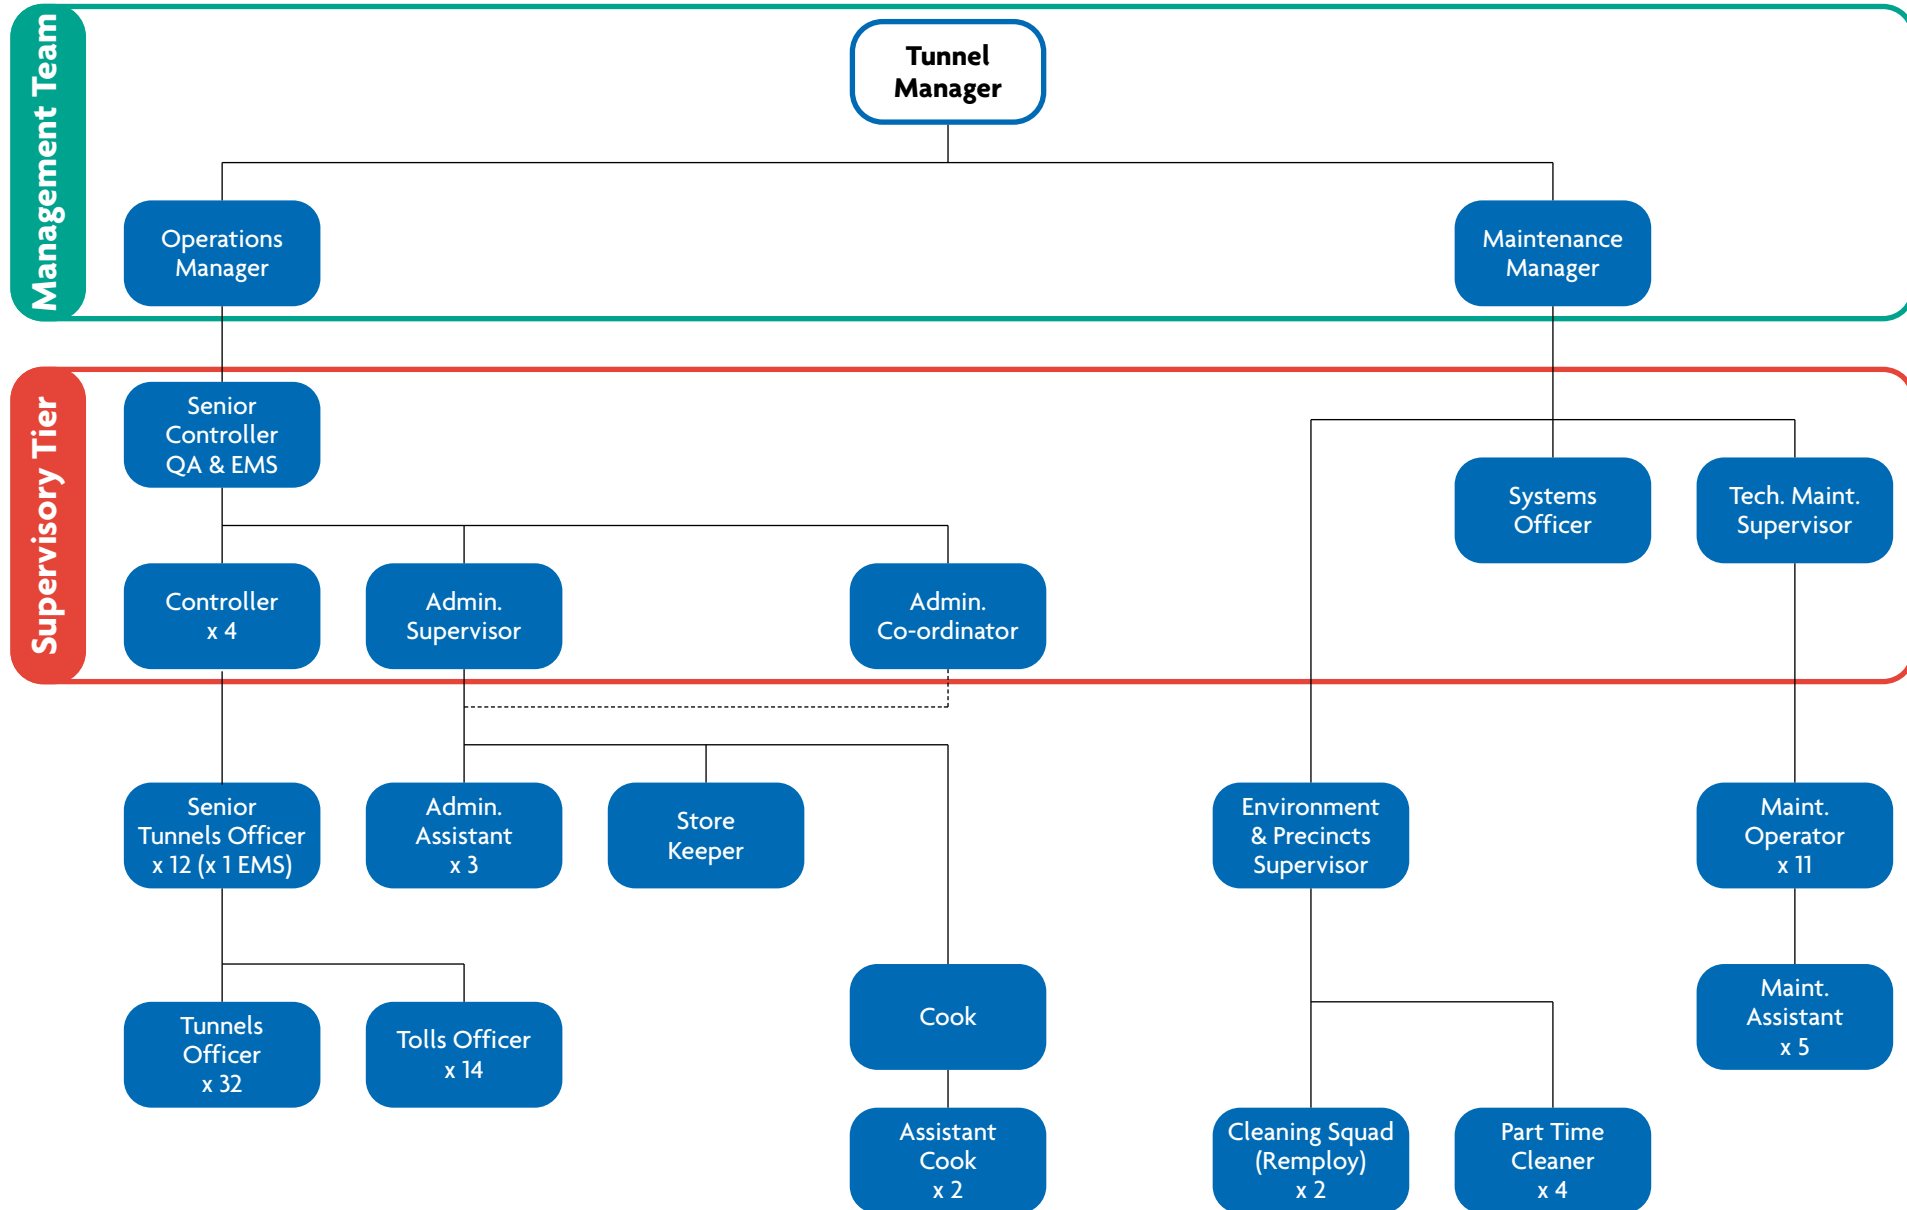 Management Team
Tunnel
Manager
Operations
Manager
Maintenance
Manager
Supervisory Tier
Senior
Controller
QA & EMS
Systems
Officer
Tech. Maint.
Supervisor
Controller
x 4
Admin.
Supervisor
Admin.
Co-ordinator
Senior
Tunnels Officer
x 12 (x 1 EMS)
Admin.
Assistant
x 3
Store
Keeper
Environment
& Precincts
Supervisor
Maint.
Operator
x 11
Tunnels
Officer
x 32
Tolls Officer
x 14
Cook
Maint.
Assistant
x 5
Assistant
Cook
x 2
Cleaning Squad
(Remploy)
x 2
Part Time
Cleaner
x 4